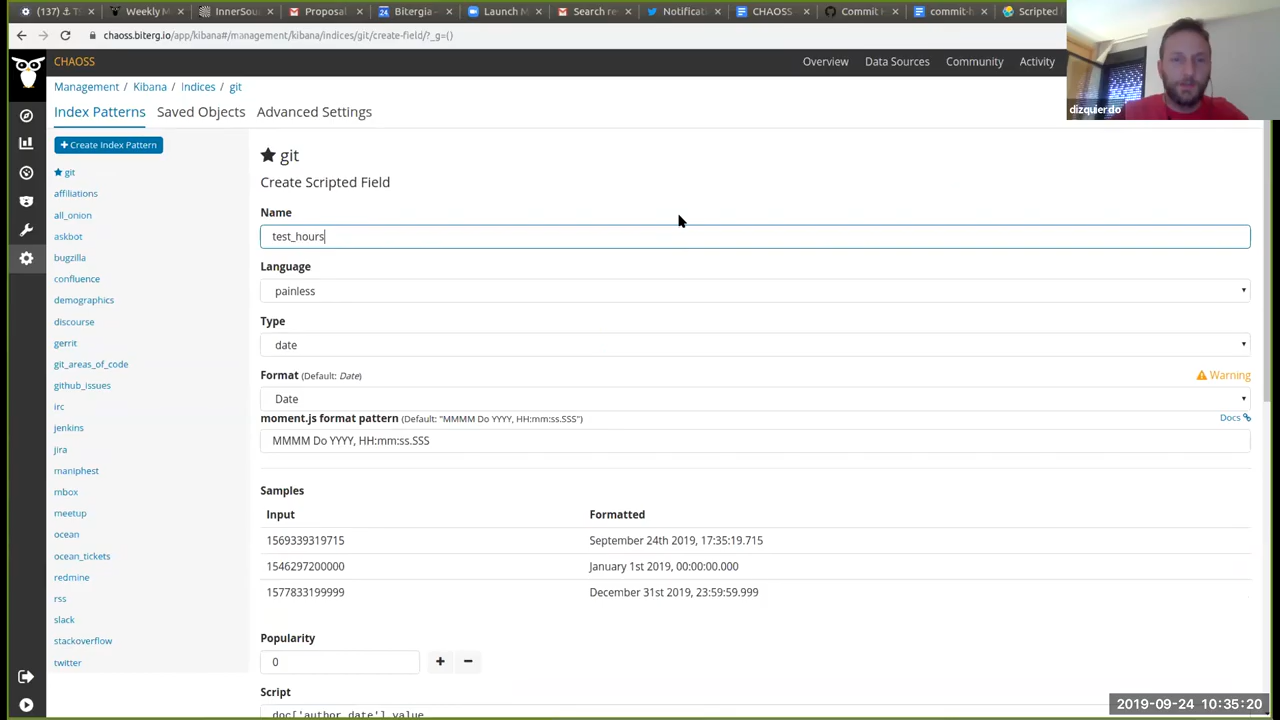 (137)
Weekly M
InnerSou
Proposal
24 Bitergia -
Launch M
Search re
Notificat
CHAOSS
Commit H
commit-h
Scripted
chaoss.biterg.io/app/kibana#/management/kibana/indices/git/create-field/?_g=()
CHAOSS
Overview Data Sources Community Activity
dizquierdo
Management / Kibana / Indices / git
Index Patterns Saved Objects Advanced Settings
+ Create Index Pattern
git
affiliations
all_onion
askbot
bugzilla
confluence
demographics
discourse
gerrit
git_areas_of_code
github_issues
irc
jenkins
jira
maniphest
mbox
meetup
ocean
ocean_tickets
redmine
rss
slack
stackoverflow
twitter
git
Create Scripted Field
Name
test_hours
Language
painless
Type
date
Format (Default: Date) Warning
Date
moment.js format pattern (Default: "MMMM Do YYYY, HH:mm:ss.SSS") Docs
MMMM Do YYYY, HH:mm:ss.SSS
Samples
Input Formatted
1569339319715 September 24th 2019, 17:35:19.715
1546297200000 January 1st 2019, 00:00:00.000
1577833199999 December 31st 2019, 23:59:59.999
Popularity
0 + −
Script
doc['author_date'].value
2019-09-24 10:35:20